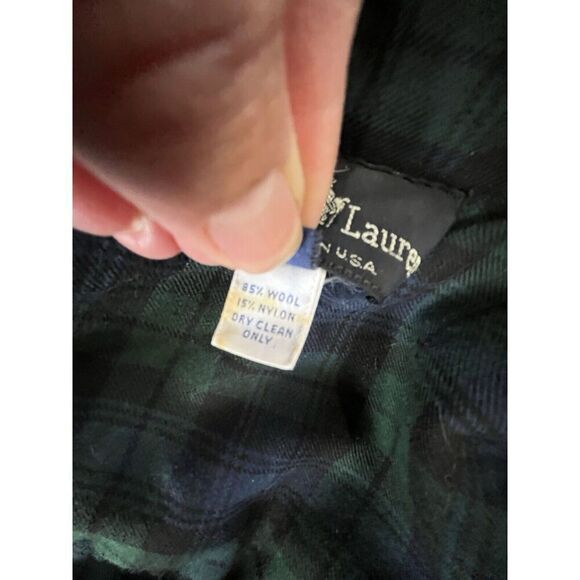 Lauren
N U.S.A.
85% WOOL
15% NYLON
DRY CLEAN
ONLY